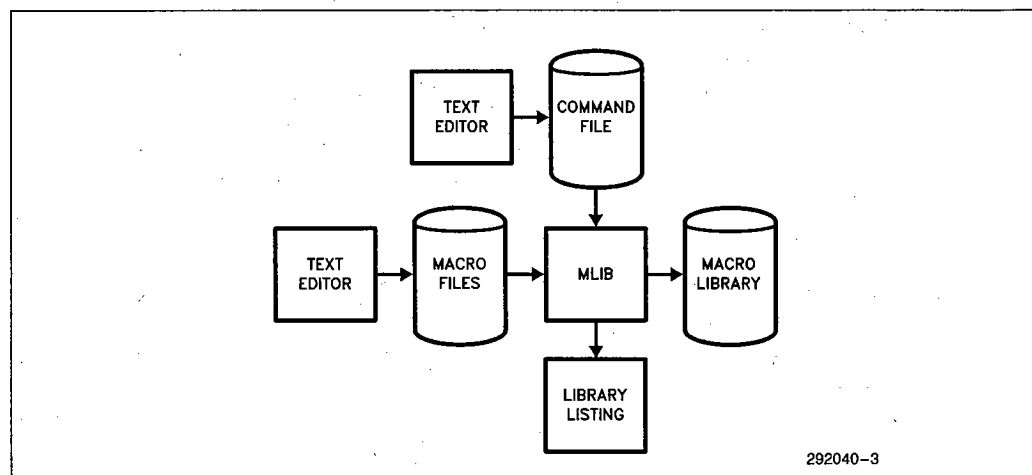 TEXT
EDITOR
COMMAND
FILE
TEXT
EDITOR
MACRO
FILES
MLIB
MACRO
LIBRARY
LIBRARY
LISTING
292040-3